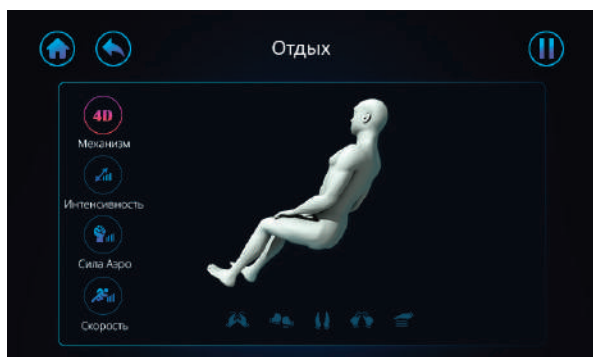 Отдых
4D
Механизм
Интенсивность
Сила Аэро
Скорость